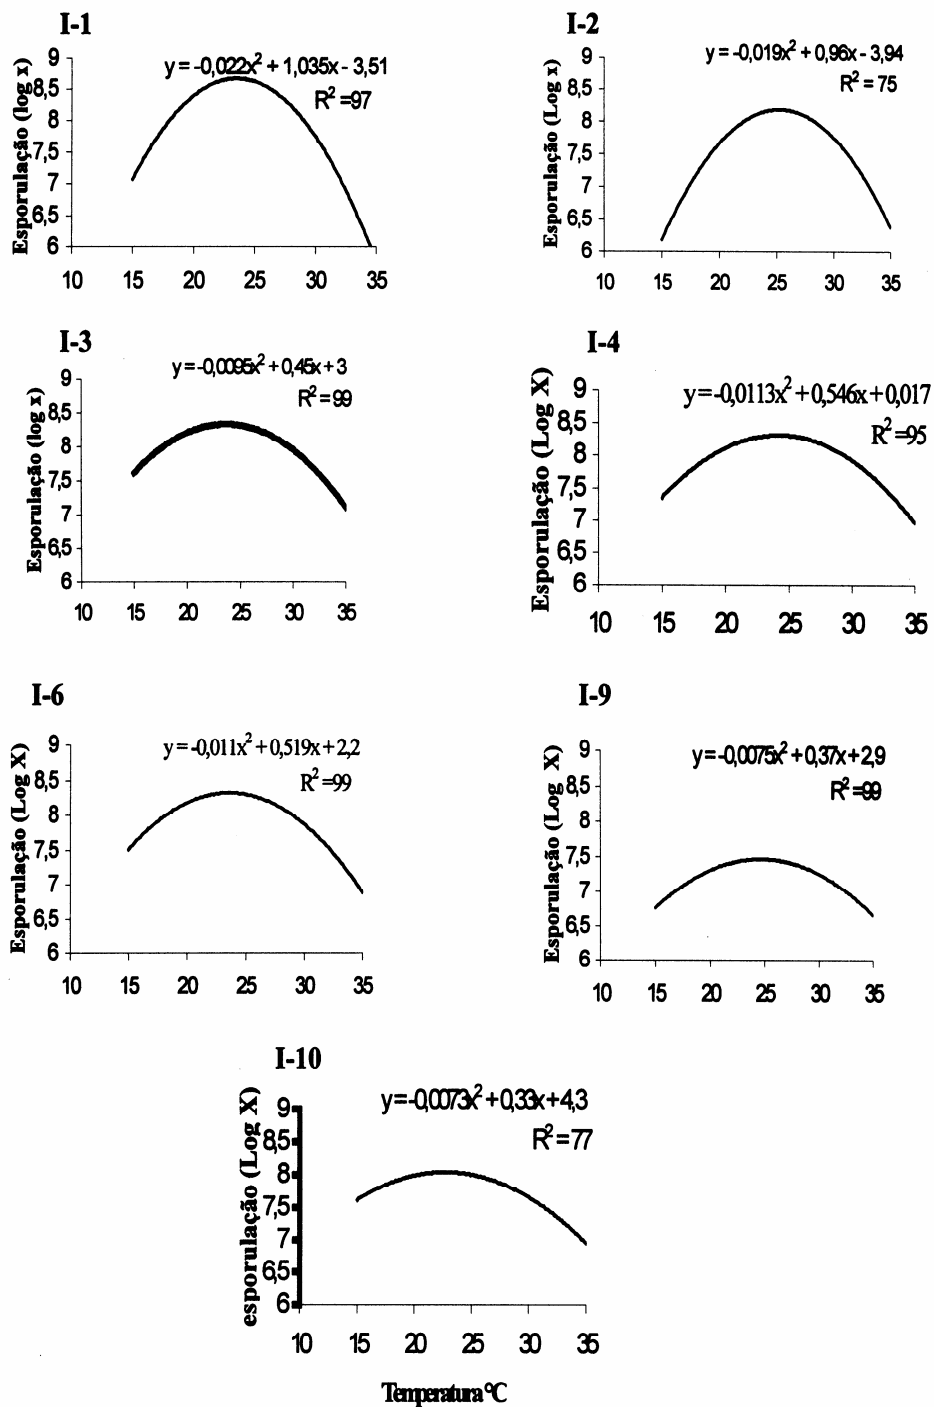 I-1
y = -0,022x² + 1,035x - 3,51
R² =97
Esporulação (log x)
9
8,5
8
7,5
7
6,5
6
10 15 20 25 30 35
I-2
y = -0,019x² + 0,96x - 3,94
R² = 75
Esporulação (Log x)
9
8,5
8
7,5
7
6,5
6
10 15 20 25 30 35
I-3
y = -0,0095x² + 0,45x + 3
R² = 99
Esporulação (log x)
9
8,5
8
7,5
7
6,5
6
10 15 20 25 30 35
I-4
y = -0,0113x² + 0,546x + 0,017
R² =95
Esporulação (Log X)
9
8,5
8
7,5
7
6,5
6
10 15 20 25 30 35
I-6
y = -0,011x² + 0,519x + 2,2
R² =99
Esporulação (Log X)
9
8,5
8
7,5
7
6,5
6
10 15 20 25 30 35
I-9
y = -0,0075x² + 0,37x + 2,9
R² =99
Esporulação (Log X)
9
8,5
8
7,5
7
6,5
6
10 15 20 25 30 35
I-10
y = -0,0073x² + 0,33x + 4,3
R² = 77
esporulação (Log X)
9
8,5
8
7,5
7
6,5
6
10 15 20 25 30 35
Temperatura °C